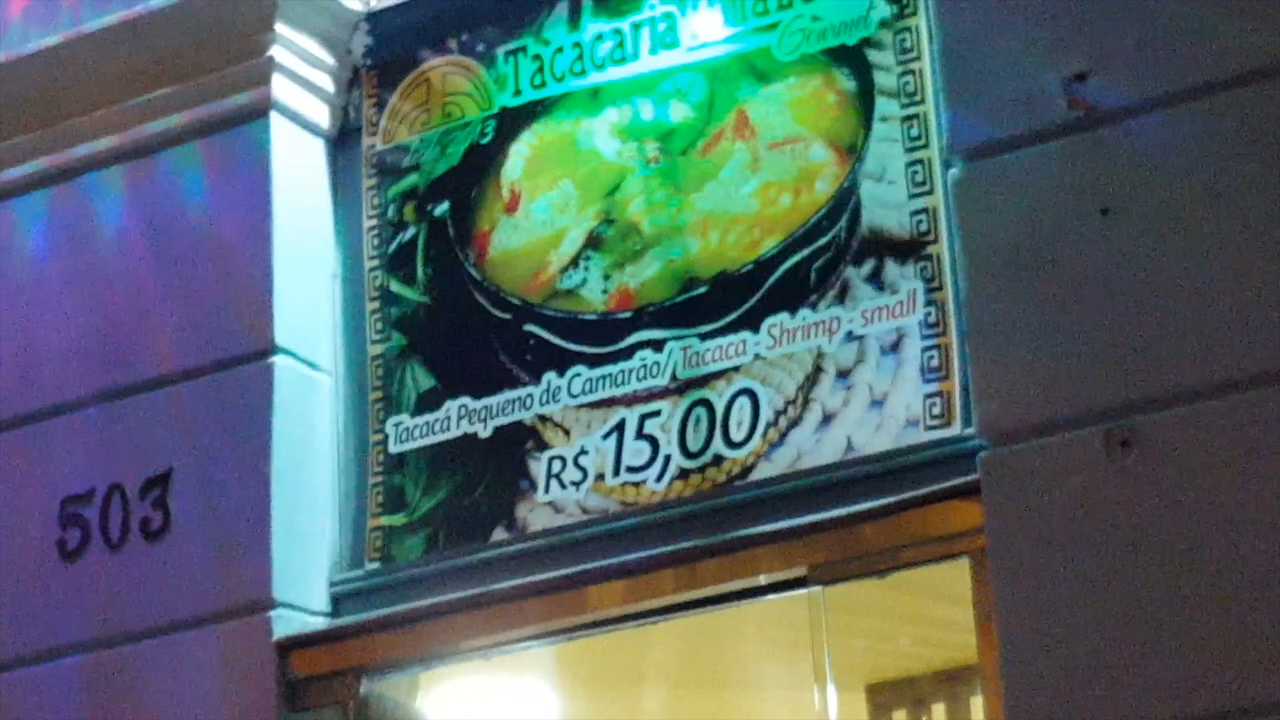 Tacacaria
Gourmet
Tacacá Pequeno de Camarão/ Tacaca - Shrimp - small
R$ 15,00
503